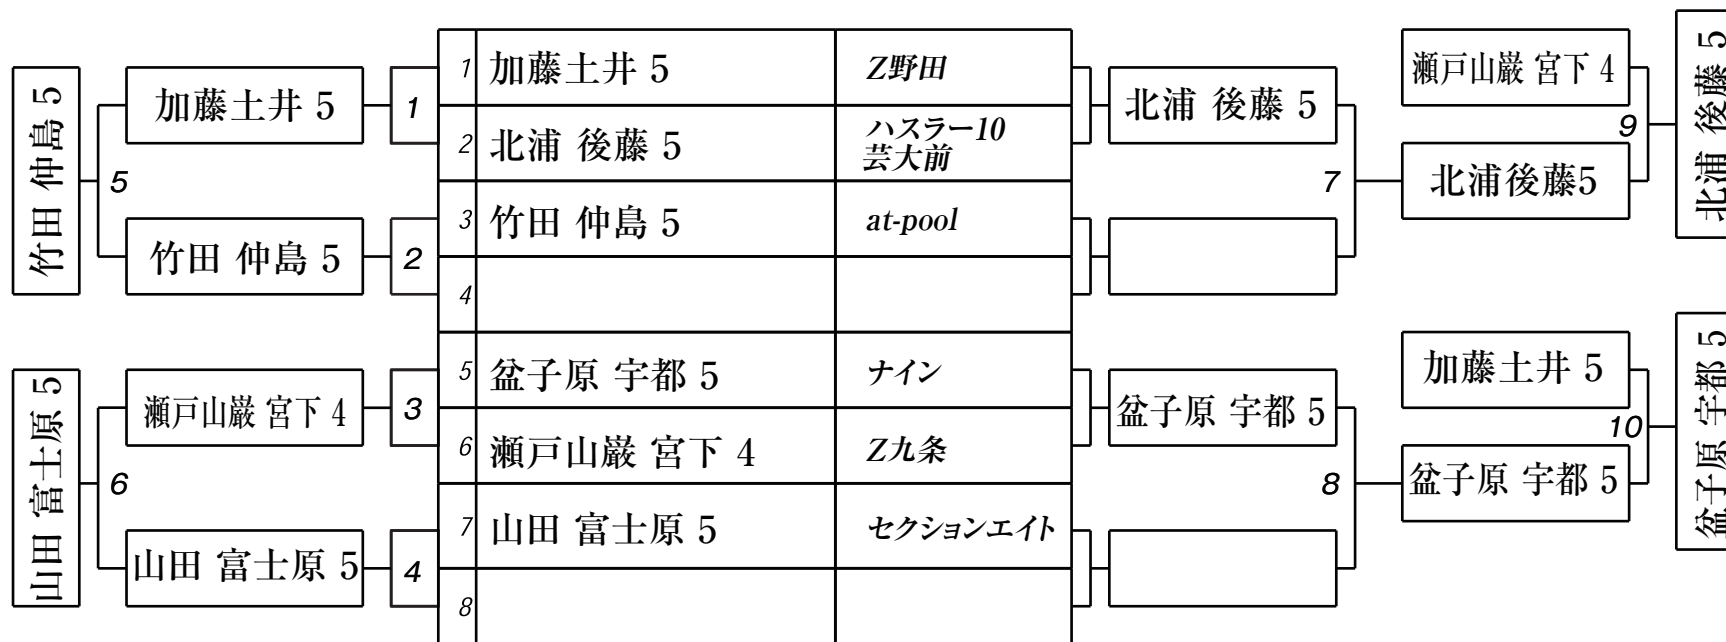 竹田 仲島 5
山田 富士原 5
加藤土井 5
竹田 仲島 5
瀬戸山巌 宮下 4
山田 富士原 5
5
6
1
2
3
4
1 加藤土井 5 Z野田
2 北浦 後藤 5 ハスラー10
芸大前
3 竹田 仲島 5 at-pool
4
5 盆子原 宇都 5 ナイン
6 瀬戸山巌 宮下 4 Z九条
7 山田 富士原 5 セクションエイト
8
北浦 後藤 5
盆子原 宇都 5
7
8
瀬戸山巌 宮下 4
北浦後藤5
加藤土井 5
盆子原 宇都 5
9
10
北浦 後藤 5
盆子原 宇都 5